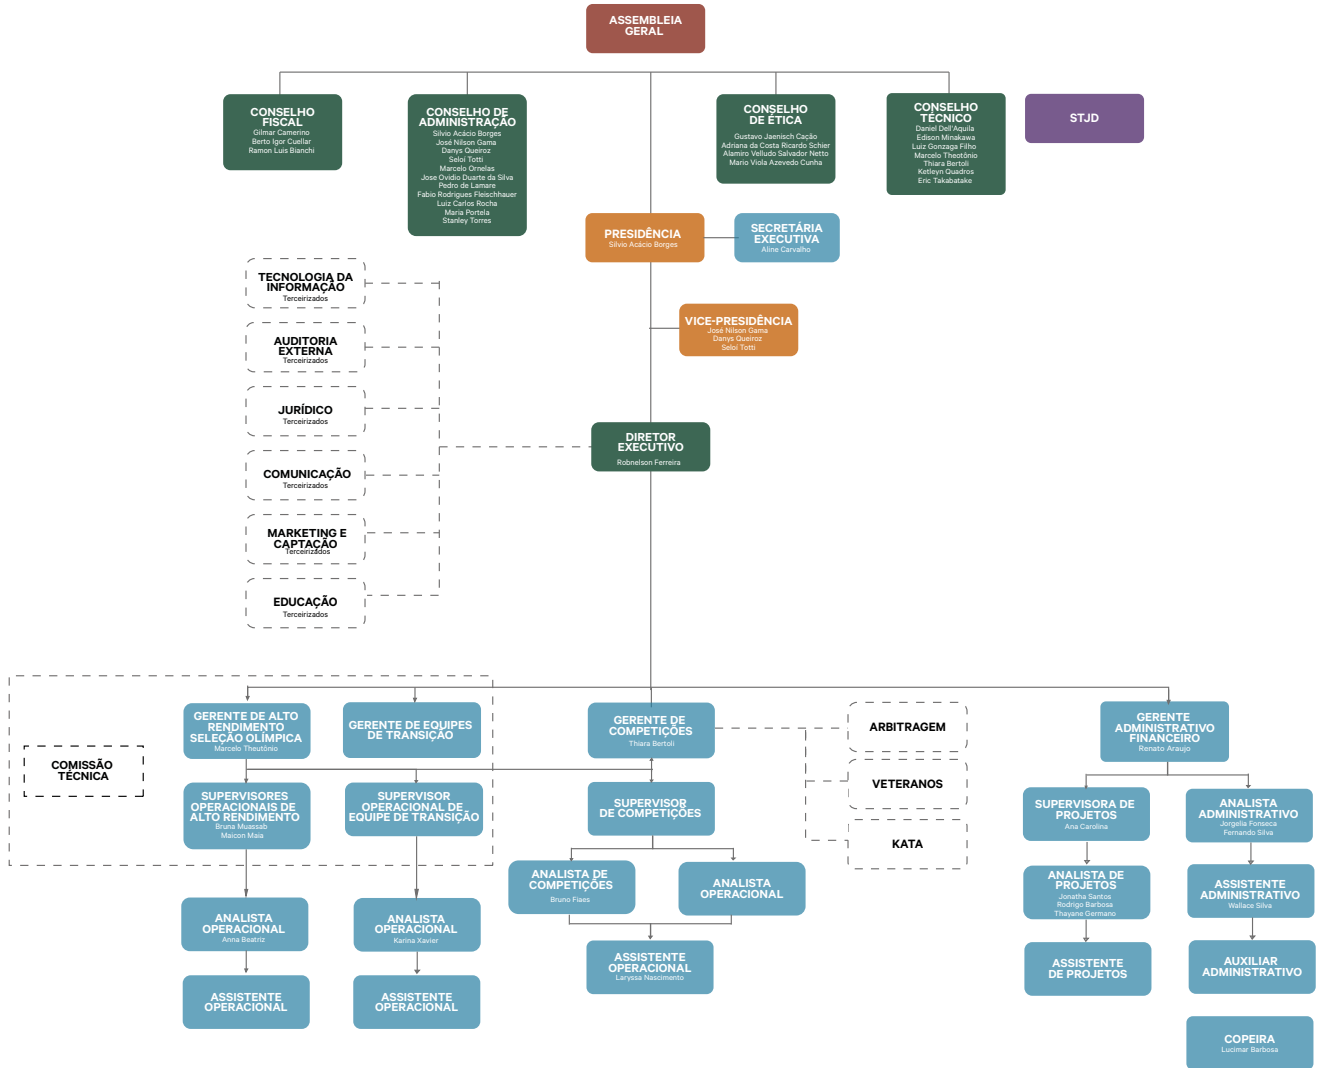 ASSEMBLEIA
GERAL
CONSELHO
FISCAL
Gilmar Camerino
Berto Igor Cuellar
Ramon Luis Bianchi
CONSELHO DE
ADMINISTRAÇÃO
Silvio Acácio Borges
José Nilson Gama
Danys Queiroz
Seloi Totti
Marcelo Ornelas
Jose Ovidio Duarte da Silva
Pedro de Lamare
Fabio Rodrigues Fleischhauer
Luiz Carlos Rocha
Maria Portela
Stanley Torres
CONSELHO
DE ÉTICA
Gustavo Jaenisch Cação
Adriana da Costa Ricardo Schier
Alamiro Velludo Salvador Netto
Mario Viola Azevedo Cunha
CONSELHO
TÉCNICO
Daniel Dell'Aquila
Edison Minakawa
Luiz Gonzaga Filho
Marcelo Theotônio
Thiara Bertoli
Ketleyn Quadros
Eric Takabatake
STJD
PRESIDÊNCIA
Silvio Acácio Borges
SECRETÁRIA
EXECUTIVA
Aline Carvalho
VICE-PRESIDÊNCIA
José Nilson Gama
Danys Queiroz
Seloi Totti
TECNOLOGIA DA
INFORMAÇÃO
Terceirizados
AUDITORIA
EXTERNA
Terceirizados
JURÍDICO
Terceirizados
COMUNICAÇÃO
Terceirizados
MARKETING E
CAPTAÇÃO
Terceirizados
EDUCAÇÃO
Terceirizados
DIRETOR
EXECUTIVO
Robnelson Ferreira
COMISSÃO
TÉCNICA
GERENTE DE ALTO
RENDIMENTO
SELEÇÃO OLÍMPICA
Marcelo Theutônio
GERENTE DE EQUIPES
DE TRANSIÇÃO
GERENTE DE
COMPETIÇÕES
Thiara Bertoli
ARBITRAGEM
VETERANOS
KATA
GERENTE
ADMINISTRATIVO
FINANCEIRO
Renato Araujo
SUPERVISORES
OPERACIONAIS DE
ALTO RENDIMENTO
Bruna Muassab
Maicon Maia
SUPERVISOR
OPERACIONAL DE
EQUIPE DE TRANSIÇÃO
SUPERVISOR
DE COMPETIÇÕES
SUPERVISORA DE
PROJETOS
Ana Carolina
ANALISTA
ADMINISTRATIVO
Jorgelia Fonseca
Fernando Silva
ANALISTA DE
COMPETIÇÕES
Bruno Fiaes
ANALISTA
OPERACIONAL
ANALISTA DE
PROJETOS
Jonatha Santos
Rodrigo Barbosa
Thayane Germano
ASSISTENTE
ADMINISTRATIVO
Wallace Silva
ANALISTA
OPERACIONAL
Anna Beatriz
ANALISTA
OPERACIONAL
Karina Xavier
ASSISTENTE
OPERACIONAL
Laryssa Nascimento
ASSISTENTE
DE PROJETOS
AUXILIAR
ADMINISTRATIVO
ASSISTENTE
OPERACIONAL
ASSISTENTE
OPERACIONAL
COPEIRA
Lucimar Barbosa